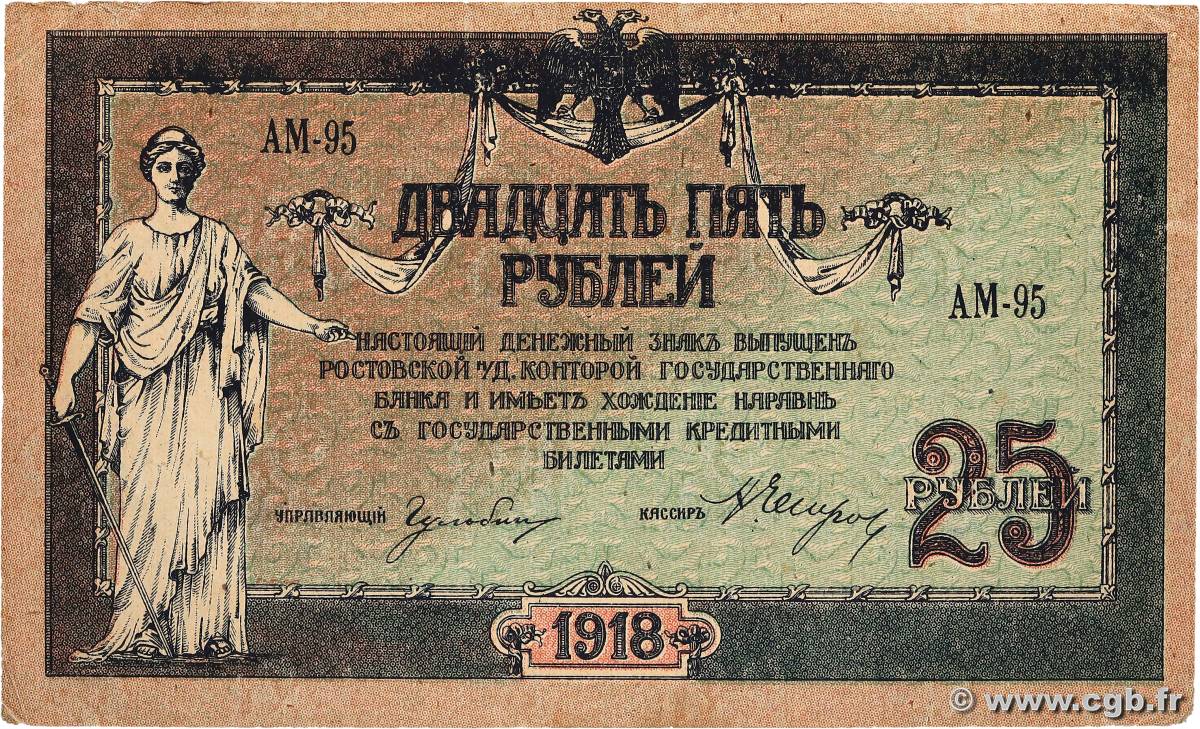 АМ-95
ДВАДЦАТЬ ПЯТЬ
РУБЛЕЙ
АМ-95
НАСТОЯЩІЙ ДЕНЕЖНЫЙ ЗНАКЪ ВЫПУЩЕНЪ
РОСТОВСКОЙ Н/Д. КОНТОРОЙ ГОСУДАРСТВЕННАГО
БАНКА И ИМѢЕТЪ ХОЖДЕНІЕ НАРАВНѢ
СЪ ГОСУДАРСТВЕННЫМИ КРЕДИТНЫМИ
БИЛЕТАМИ
25
РУБЛЕЙ
УПРАВЛЯЮЩІЙ КАССИРЪ
1918
© www.cgb.fr